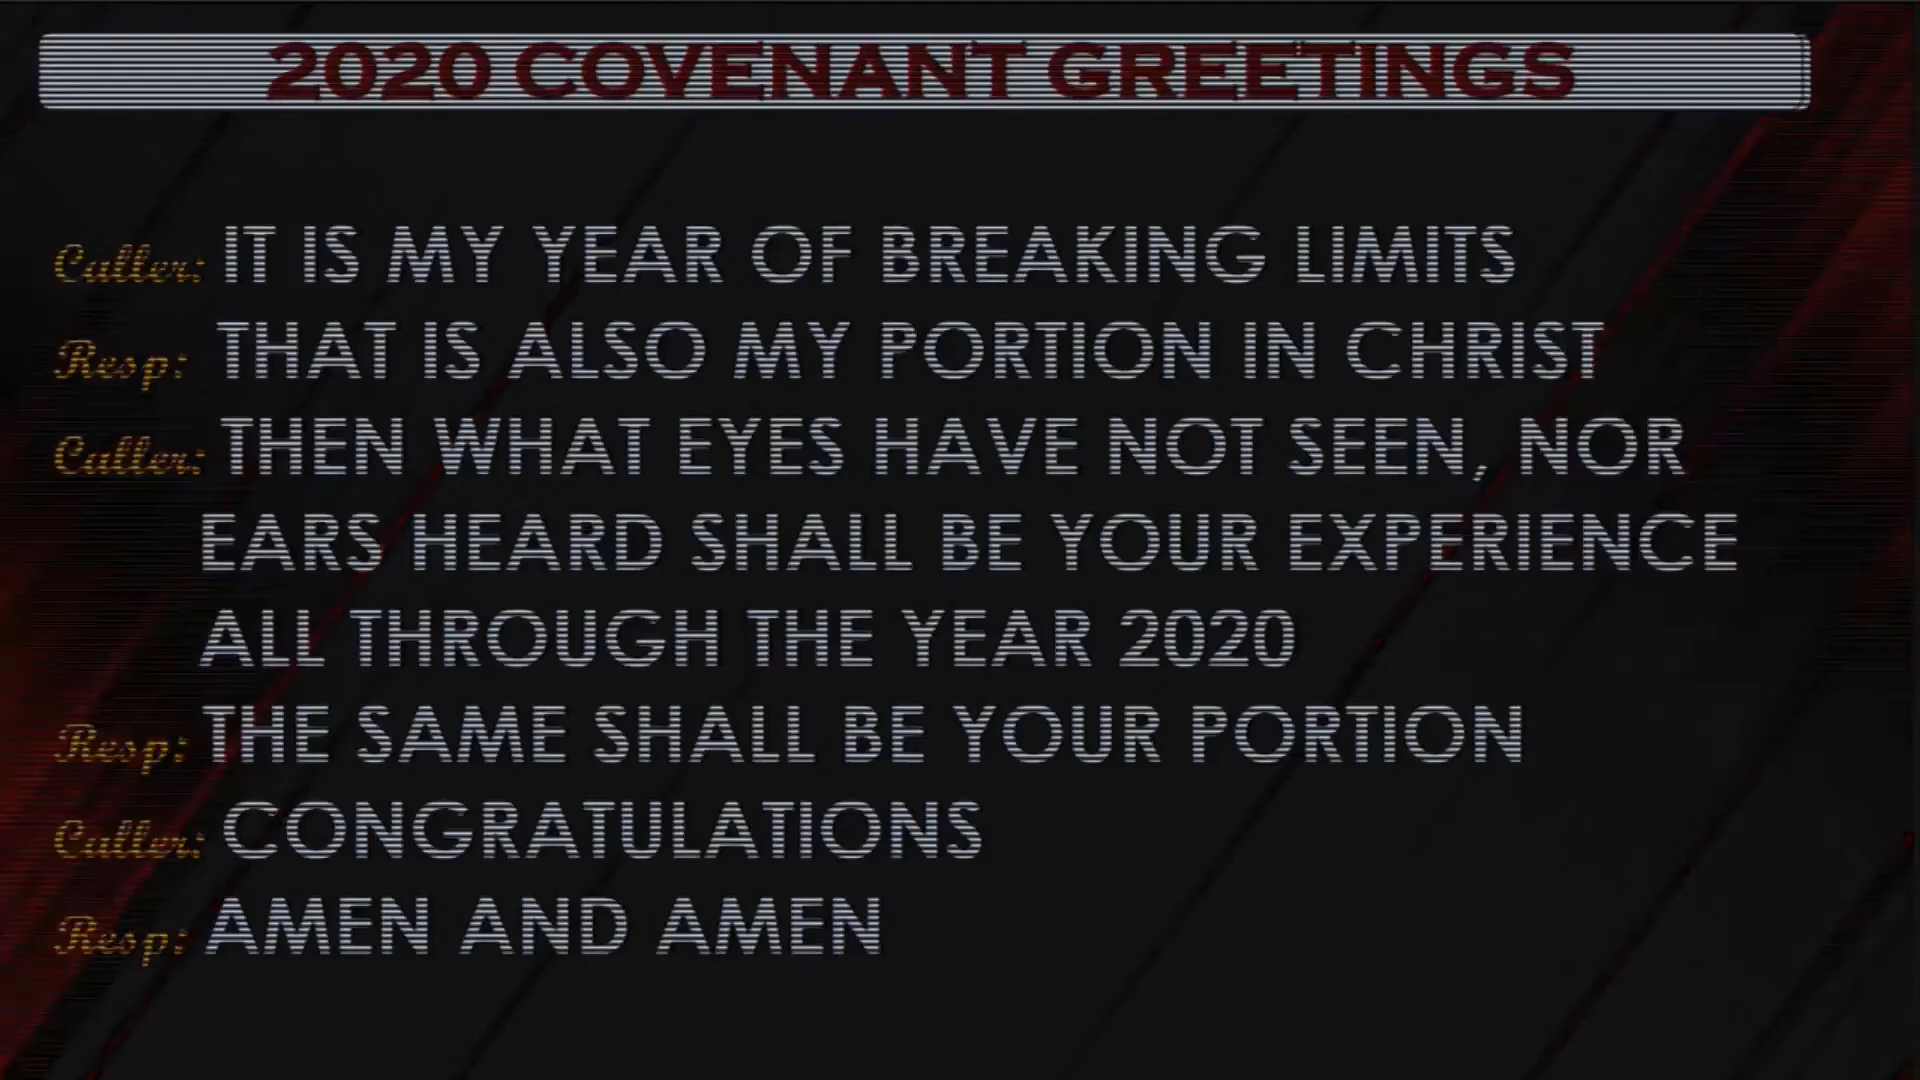 2020 COVENANT GREETINGS
Caller: IT IS MY YEAR OF BREAKING LIMITS
Resp: THAT IS ALSO MY PORTION IN CHRIST
Caller: THEN WHAT EYES HAVE NOT SEEN, NOR
EARS HEARD SHALL BE YOUR EXPERIENCE
ALL THROUGH THE YEAR 2020
Resp: THE SAME SHALL BE YOUR PORTION
Caller: CONGRATULATIONS
Resp: AMEN AND AMEN